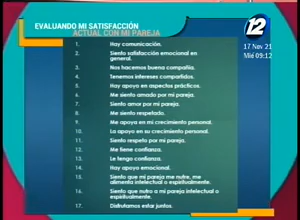 EVALUANDO MI SATISFACCIÓN
ACTUAL CON MI PAREJA
12
17 Nov 21
Mié 09:12
1. Hay comunicación.
2. Siento satisfacción emocional en
general.
3. Nos hacemos buena compañía.
4. Tenemos intereses compartidos.
5. Hay apoyo en aspectos prácticos.
6. Me siento amado por mi pareja.
7. Siento amor por mi pareja.
8. Me siento respetado.
9. Me apoya en mi crecimiento personal.
10. La apoyo en su crecimiento personal.
11. Siento respeto por mi pareja.
12. Me tiene confianza.
13. Le tengo confianza.
14. Hay apoyo emocional.
15. Siento que mi pareja me nutre, me
alimenta intelectual o espiritualmente.
16. Siento que nutro a mi pareja intelectual o
espiritualmente.
17. Disfrutamos estar juntos.